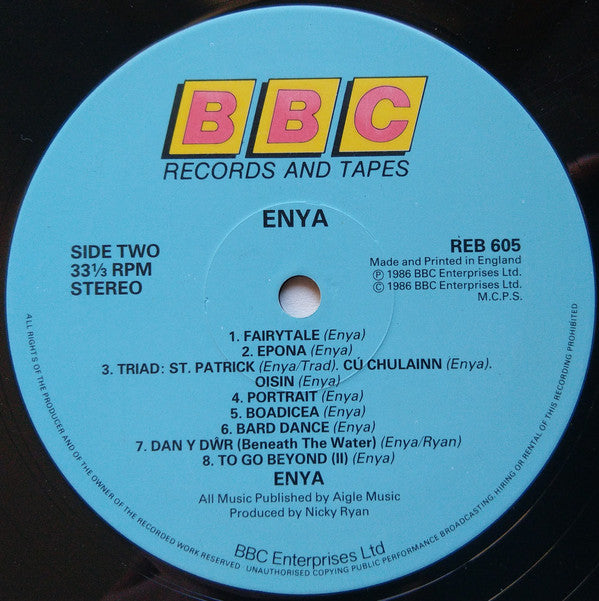 BBC
RECORDS AND TAPES
ENYA
SIDE TWO
33⅓ RPM
STEREO
REB 605
Made and Printed in England
Ⓟ 1986 BBC Enterprises Ltd.
© 1986 BBC Enterprises Ltd.
M.C.P.S.
1. FAIRYTALE (Enya)
2. EPONA (Enya)
3. TRIAD: ST. PATRICK (Enya/Trad). CÚ CHULAINN (Enya).
OISIN (Enya)
4. PORTRAIT (Enya)
5. BOADICEA (Enya)
6. BARD DANCE (Enya)
7. DAN Y DŴR (Beneath The Water) (Enya/Ryan)
8. TO GO BEYOND (II) (Enya)
ENYA
All Music Published by Aigle Music
Produced by Nicky Ryan
BBC Enterprises Ltd
ALL RIGHTS OF THE PRODUCER AND OF THE OWNER OF THE RECORDED WORK RESERVED UNAUTHORISED COPYING PUBLIC PERFORMANCE BROADCASTING. HIRING OR RENTAL OF THIS RECORDING PROHIBITED